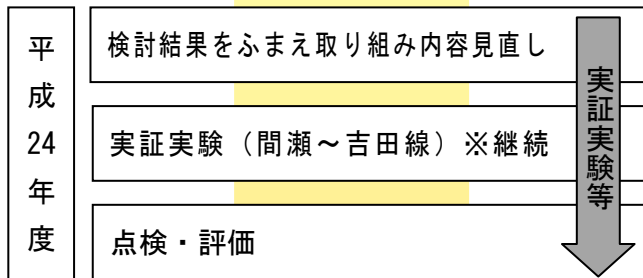 平成24年度
検討結果をふまえ取り組み内容見直し
実証実験（間瀬～吉田線）※継続
点検・評価
実証実験等